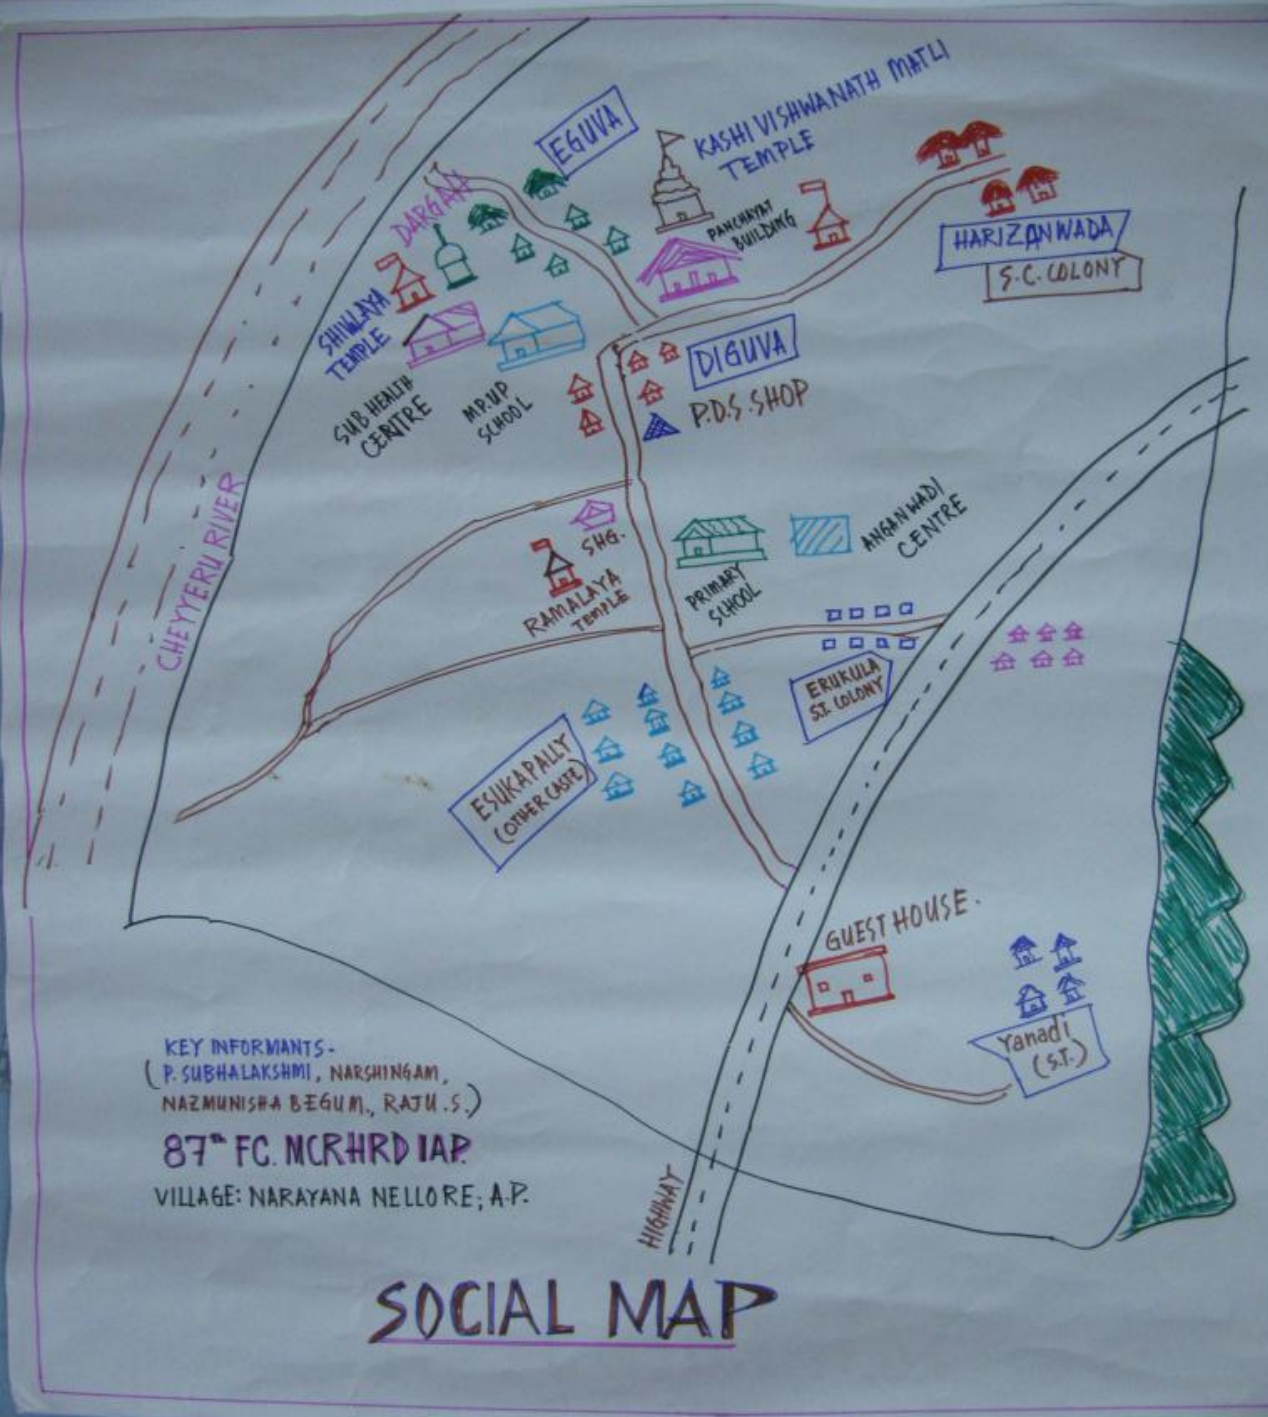 EGUVA
KASHI VISHWANATH MATLI
TEMPLE
DARGAH
PANCHAYAT
BUILDING
HARIZANWADA
S.C. COLONY
SHIWLAYA
TEMPLE
SUB HEALTH
CENTRE
M.P.UP
SCHOOL
DIGUVA
P.D.S. SHOP
CHEYYERU RIVER
SHG.
RAMALAYA
TEMPLE
PRIMARY
SCHOOL
ANGANWADI
CENTRE
ERUKULA
S.T. COLONY
ESUKAPALLY
(OTHER CASTE)
GUEST HOUSE.
Yanadi
(S.T.)
KEY INFORMANTS-
(P. SUBHALAKSHMI, NARSHINGAM,
NAZMUNISHA BEGUM., RAJU.S.)
87th FC. MCRHRD IAP.
VILLAGE: NARAYANA NELLORE; A.P.
HIGHWAY
SOCIAL MAP